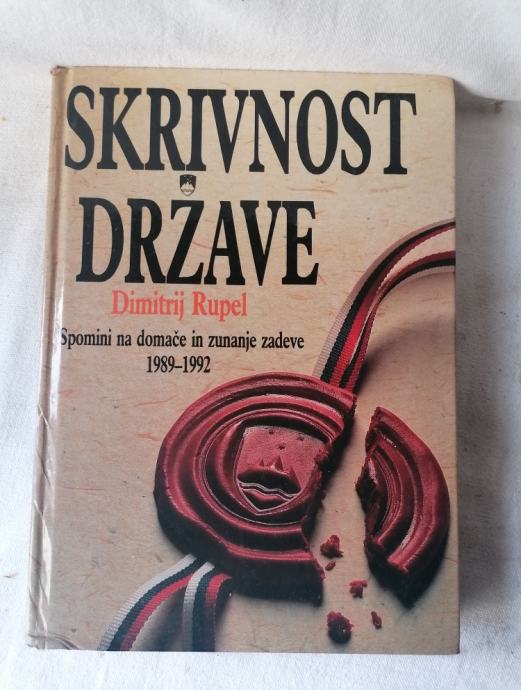 SKRIVNOST
DRŽAVE
Dimitrij Rupel
Spomini na domače in zunanje zadeve
1989–1992